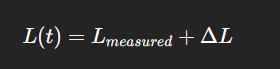 L(t) = L_{measured} + ΔL